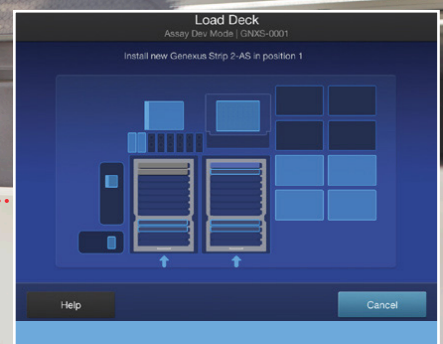 Load Deck
Assay Dev Mode | GNXS-0001
Install new Genexus Strip 2-AS in position 1
Help
Cancel